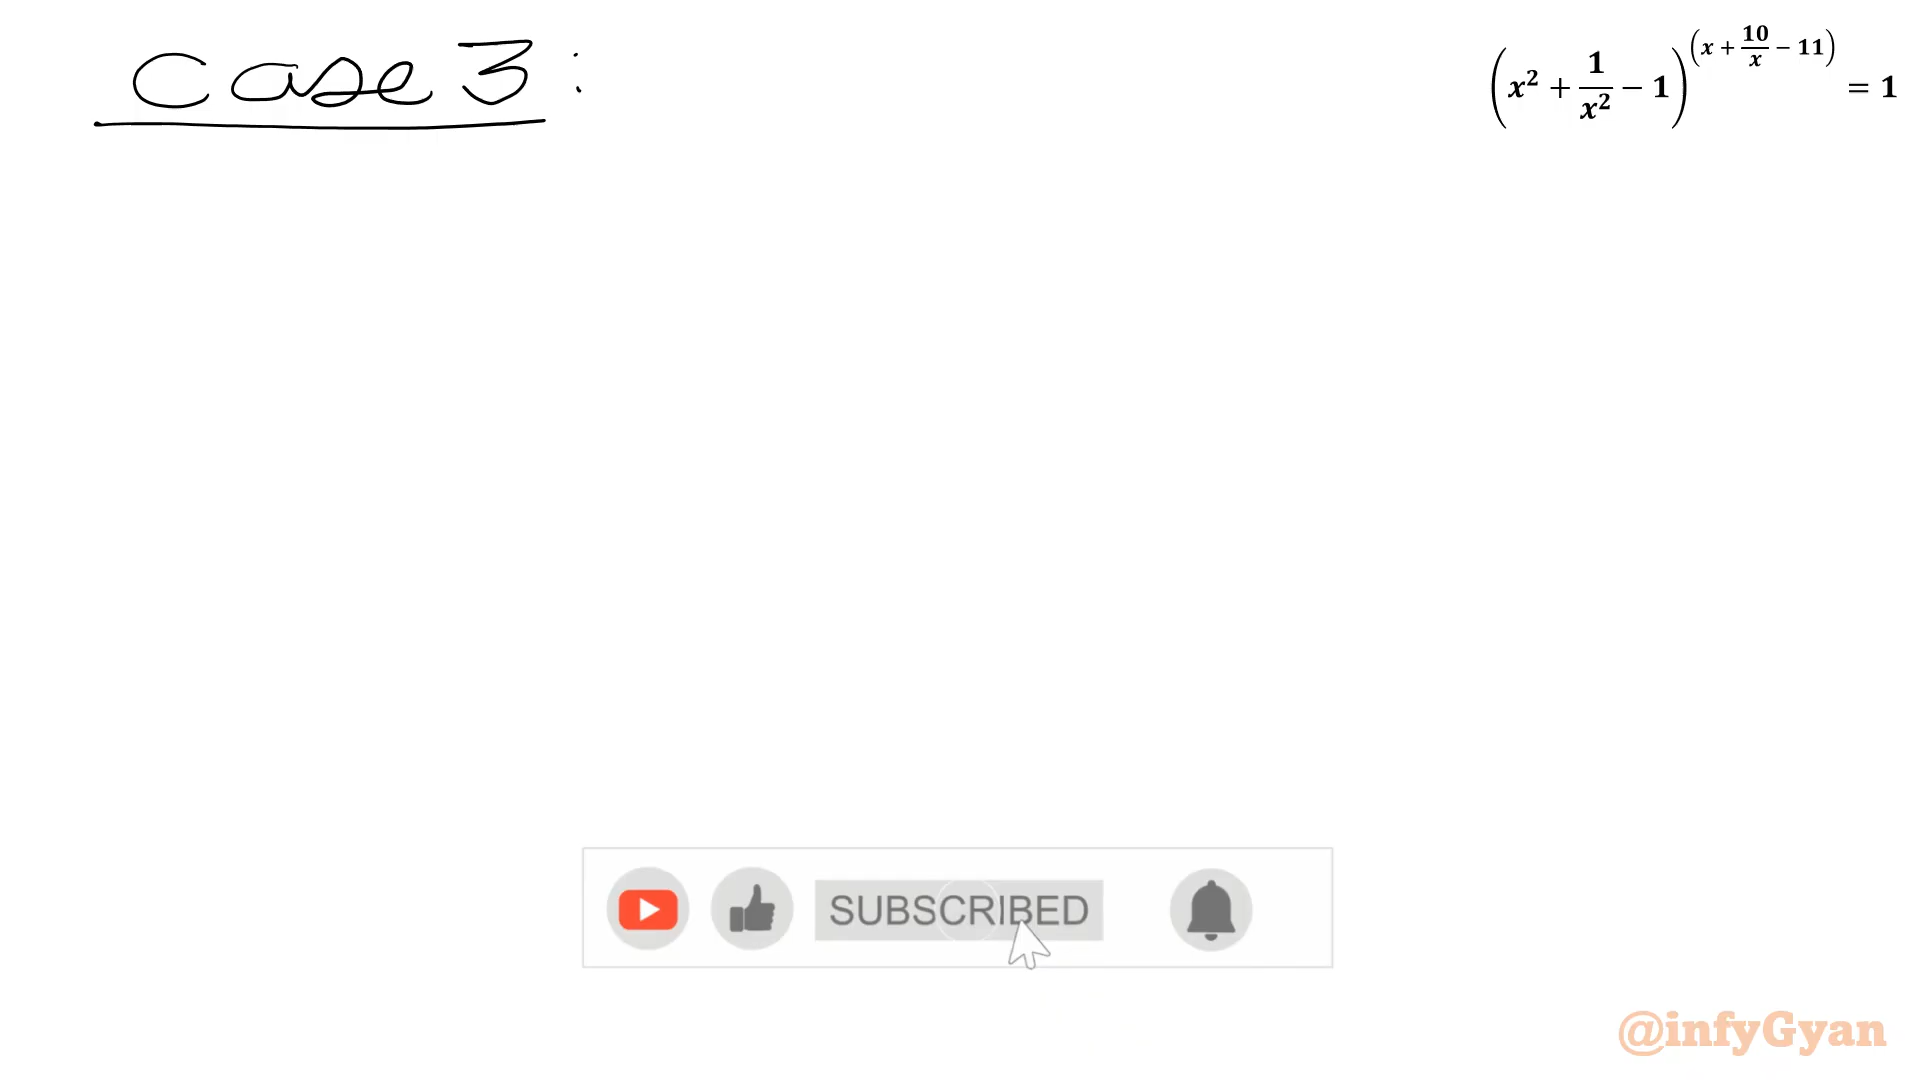 case 3 :
(x² + 1/x² − 1)^(x + 10/x − 11) = 1
SUBSCRIBED
@infyGyan